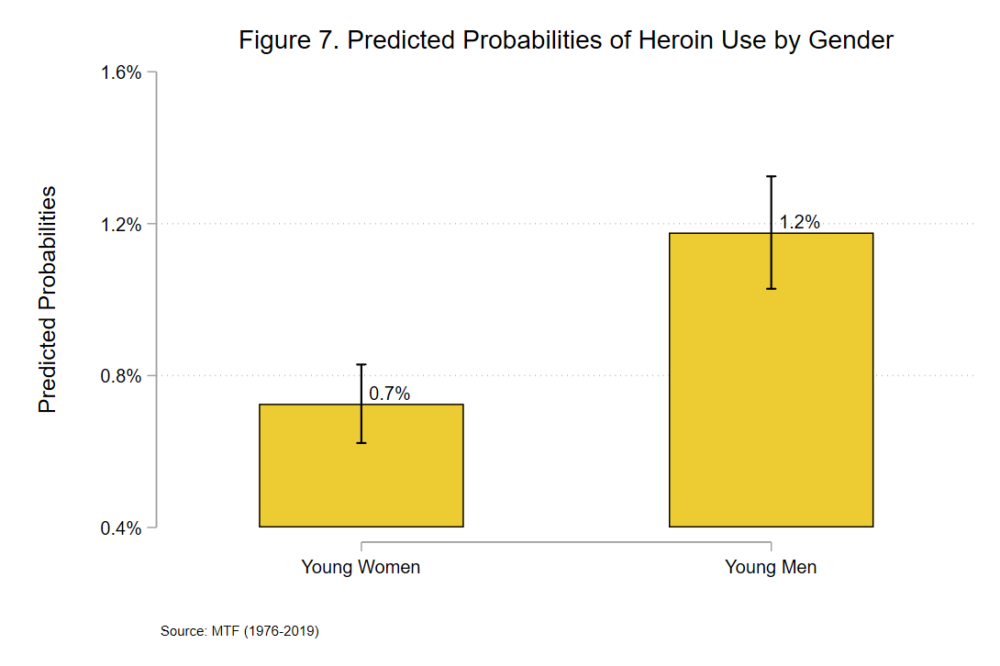 Figure 7. Predicted Probabilities of Heroin Use by Gender
Predicted Probabilities
1.6%
1.2%
0.8%
0.4%
0.7%
1.2%
Young Women
Young Men
Source: MTF (1976-2019)